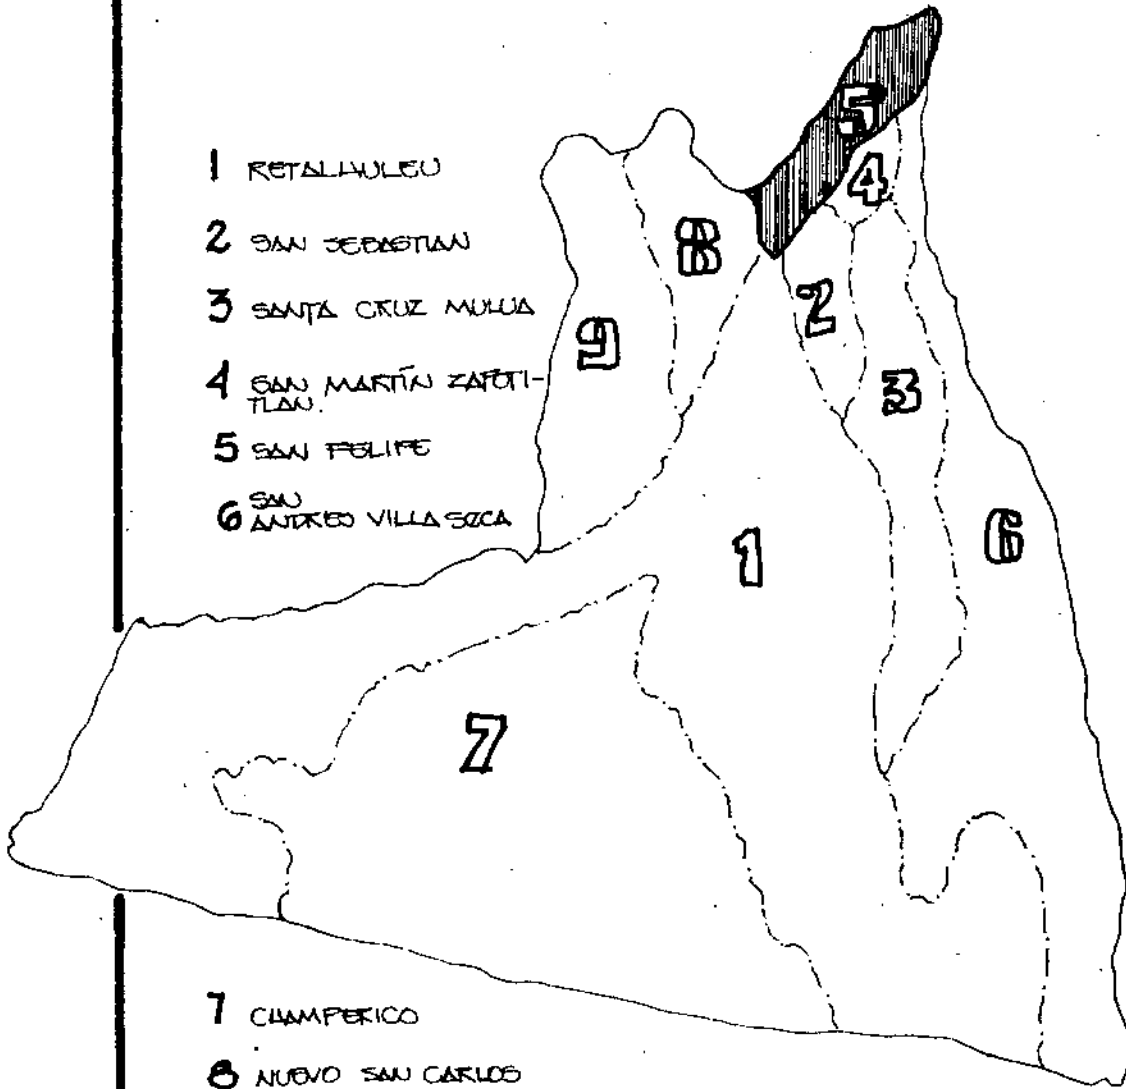 1 RETALHULEU
2 SAN SEBASTIAN
3 SANTA CRUZ MULUA
4 SAN MARTÍN ZAPOTI-
TLAN.
5 SAN FELIPE
6 SAN
ANDRES VILLA SECA
5
4
8
2
9
3
1
6
7
7 CHAMPERICO
8 NUEVO SAN CARLOS